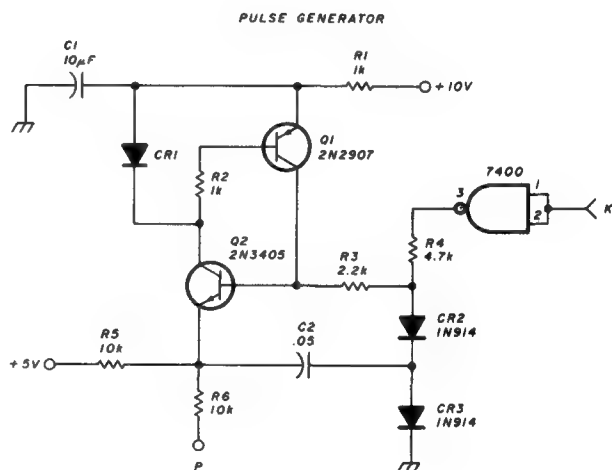 PULSE GENERATOR
C1
10µF
R1
1k
+10V
CR1
Q1
2N2907
R2
1k
7400
3
1
2
K
Q2
2N3405
R3
2.2k
R4
4.7k
CR2
1N914
C2
.05
R5
10k
+5V
R6
10k
CR3
1N914
P